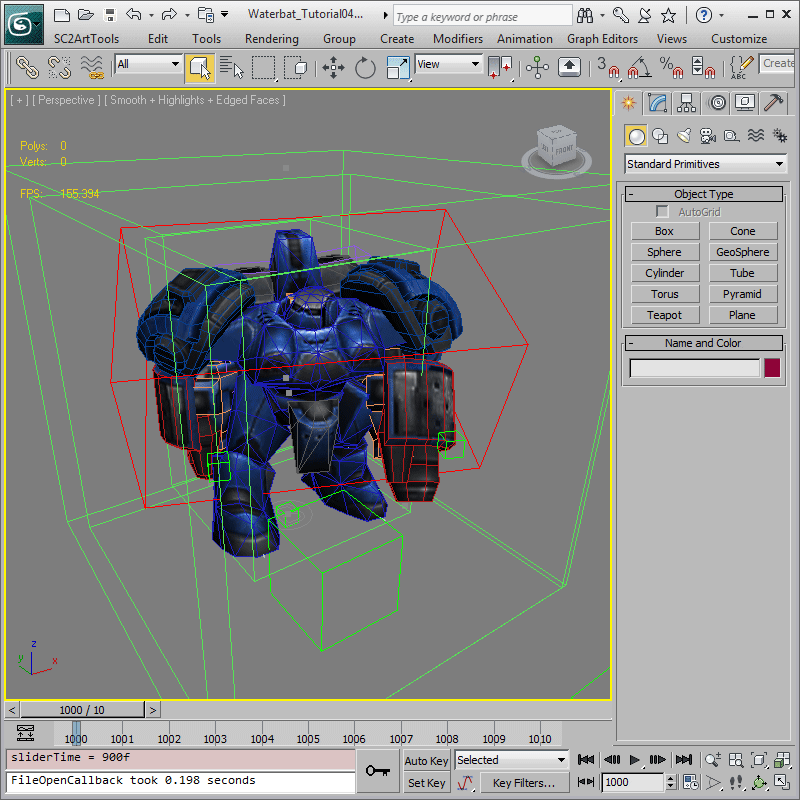 Waterbat_Tutorial04...
Type a keyword or phrase
SC2ArtTools Edit Tools Rendering Group Create Modifiers Animation Graph Editors Views Customize
All
View
3
%
ABC
Create
[ + ] [ Perspective ] [ Smooth + Highlights + Edged Faces ]
Polys: 0
Verts: 0
FPS: 155.394
FRONT
z
y
x
Standard Primitives
- Object Type
AutoGrid
Box Cone
Sphere GeoSphere
Cylinder Tube
Torus Pyramid
Teapot Plane
- Name and Color
< 1000 / 10 >
1000 1001 1002 1003 1004 1005 1006 1007 1008 1009 1010
sliderTime = 900f
FileOpenCallback took 0.198 seconds
Auto Key Selected
Set Key Key Filters...
1000